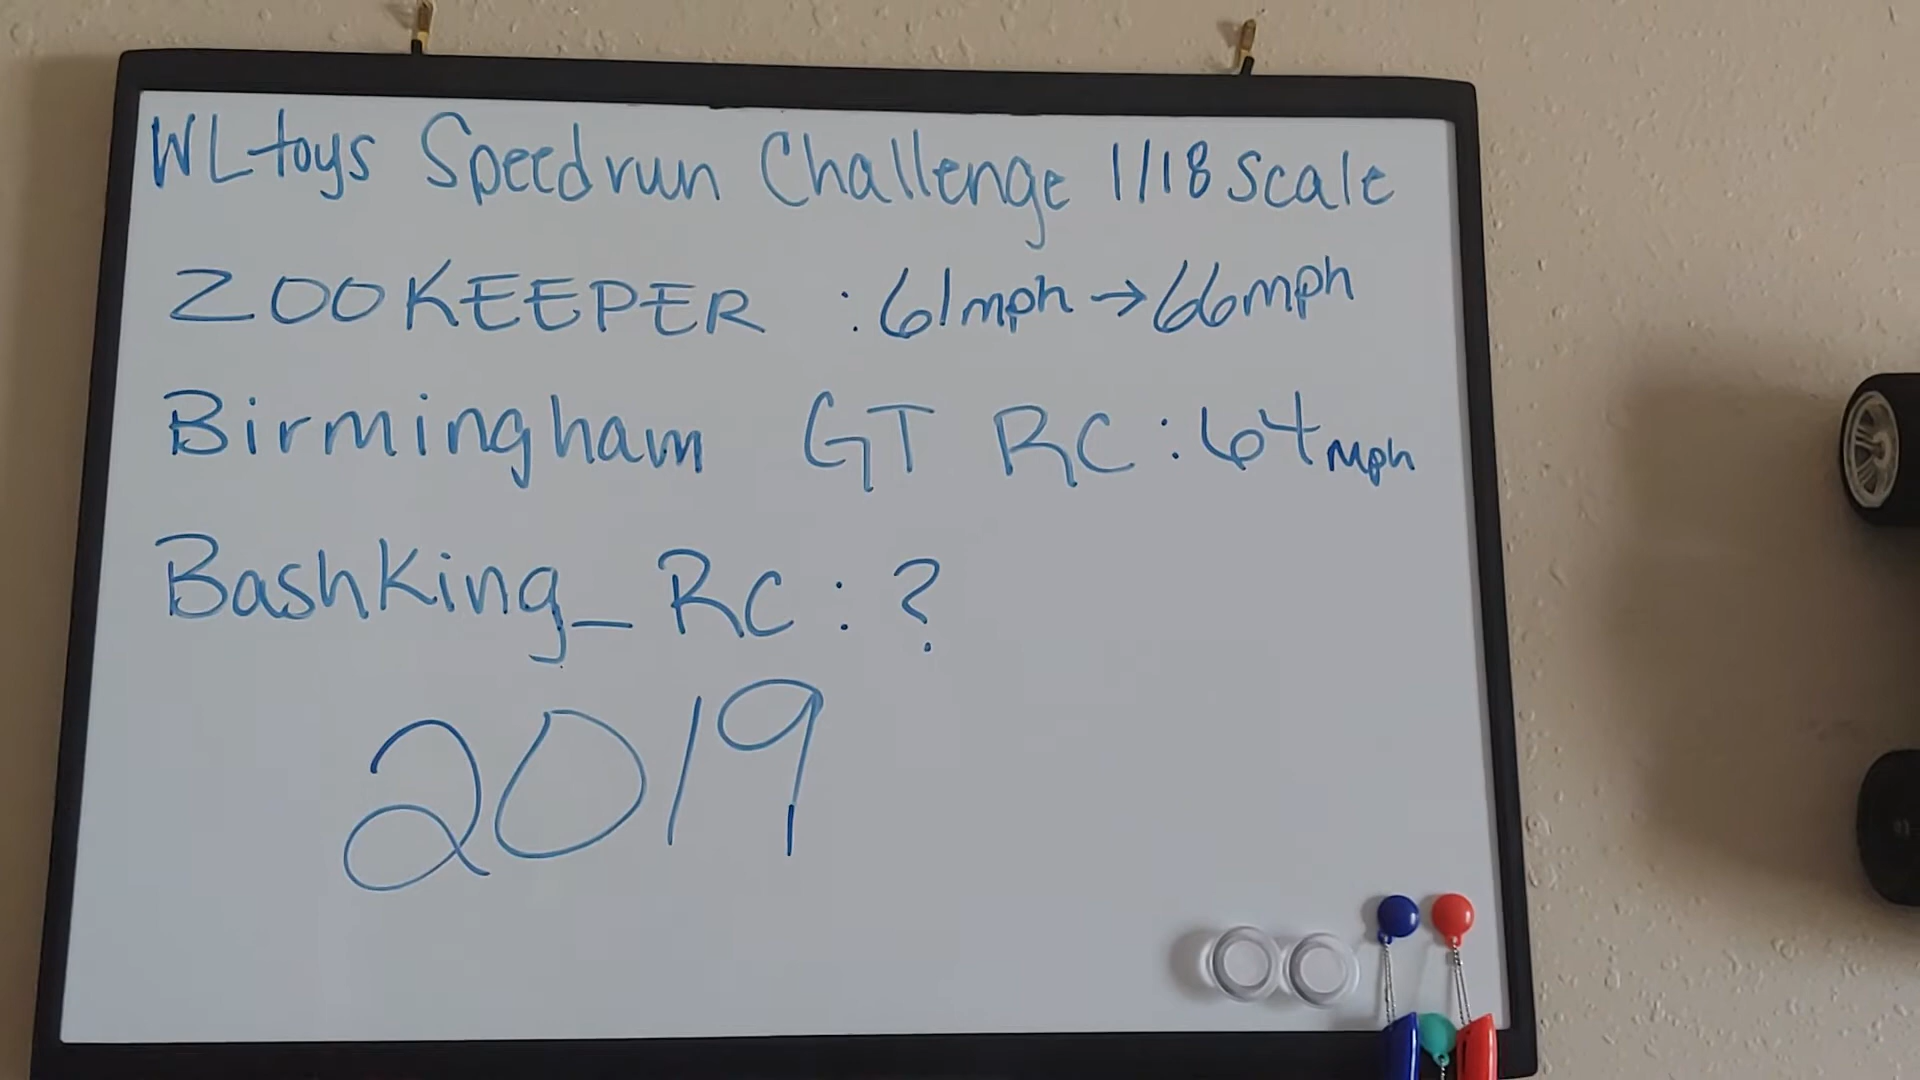 WLtoys Speedrun Challenge 1/18 Scale
ZOOKEEPER : 61mph → 66mph
Birmingham GT RC : 64mph
BashKing_RC : ?
2019